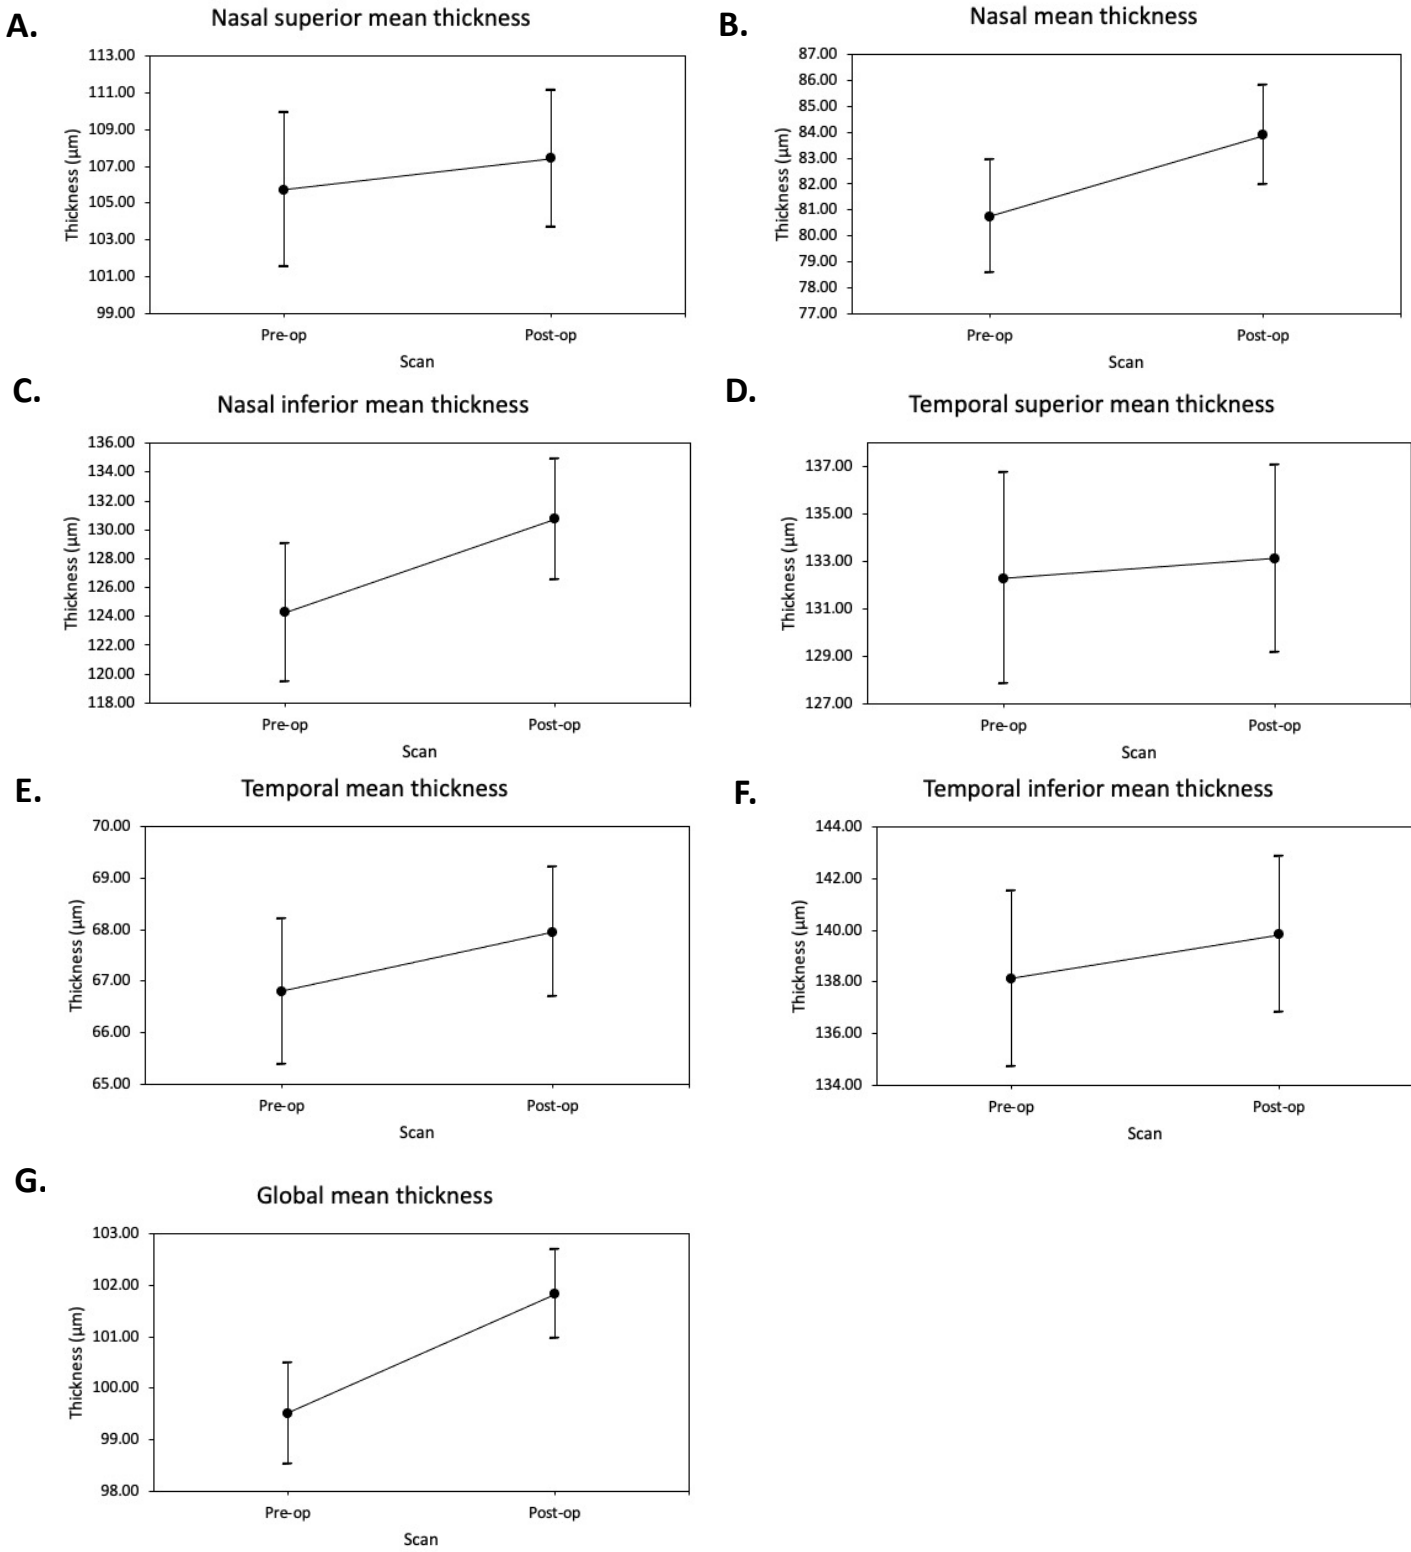 A.
Nasal superior mean thickness
113.00
111.00
109.00
107.00
105.00
103.00
101.00
99.00
Thickness (µm)
Pre-op Post-op
Scan
B.
Nasal mean thickness
87.00
86.00
85.00
84.00
83.00
82.00
81.00
80.00
79.00
78.00
77.00
Thickness (µm)
Pre-op Post-op
Scan
C.
Nasal inferior mean thickness
136.00
134.00
132.00
130.00
128.00
126.00
124.00
122.00
120.00
118.00
Thickness (µm)
Pre-op Post-op
Scan
D.
Temporal superior mean thickness
137.00
135.00
133.00
131.00
129.00
127.00
Thickness (µm)
Pre-op Post-op
Scan
E.
Temporal mean thickness
70.00
69.00
68.00
67.00
66.00
65.00
Thickness (µm)
Pre-op Post-op
Scan
F.
Temporal inferior mean thickness
144.00
142.00
140.00
138.00
136.00
134.00
Thickness (µm)
Pre-op Post-op
Scan
G.
Global mean thickness
103.00
102.00
101.00
100.00
99.00
98.00
Thickness (µm)
Pre-op Post-op
Scan